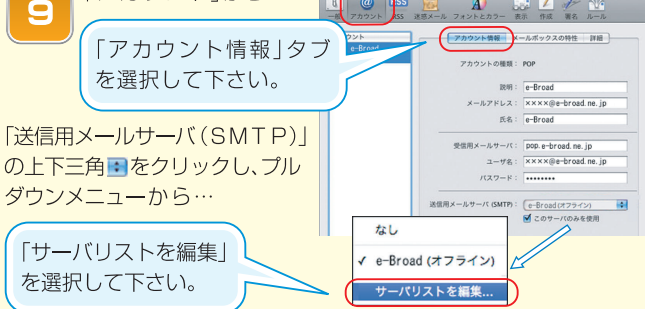 9
「アカウント情報」タブ
を選択して下さい。
「送信用メールサーバ(SMTP)」
の上下三角をクリックし、プル
ダウンメニューから…
「サーバリストを編集」
を選択して下さい。
一般 アカウント RSS 迷惑メール フォントとカラー 表示 作成 署名 ルール
e-Broad
アカウント情報 メールボックスの特性 詳細
アカウントの種類: POP
説明: e-Broad
メールアドレス: ××××@e-broad.ne.jp
氏名: e-Broad
受信用メールサーバ: pop.e-broad.ne.jp
ユーザ名: ××××@e-broad.ne.jp
パスワード: ••••••••
送信用メールサーバ (SMTP): e-Broad(オフライン)
このサーバのみを使用
なし
✓ e-Broad (オフライン)
サーバリストを編集...